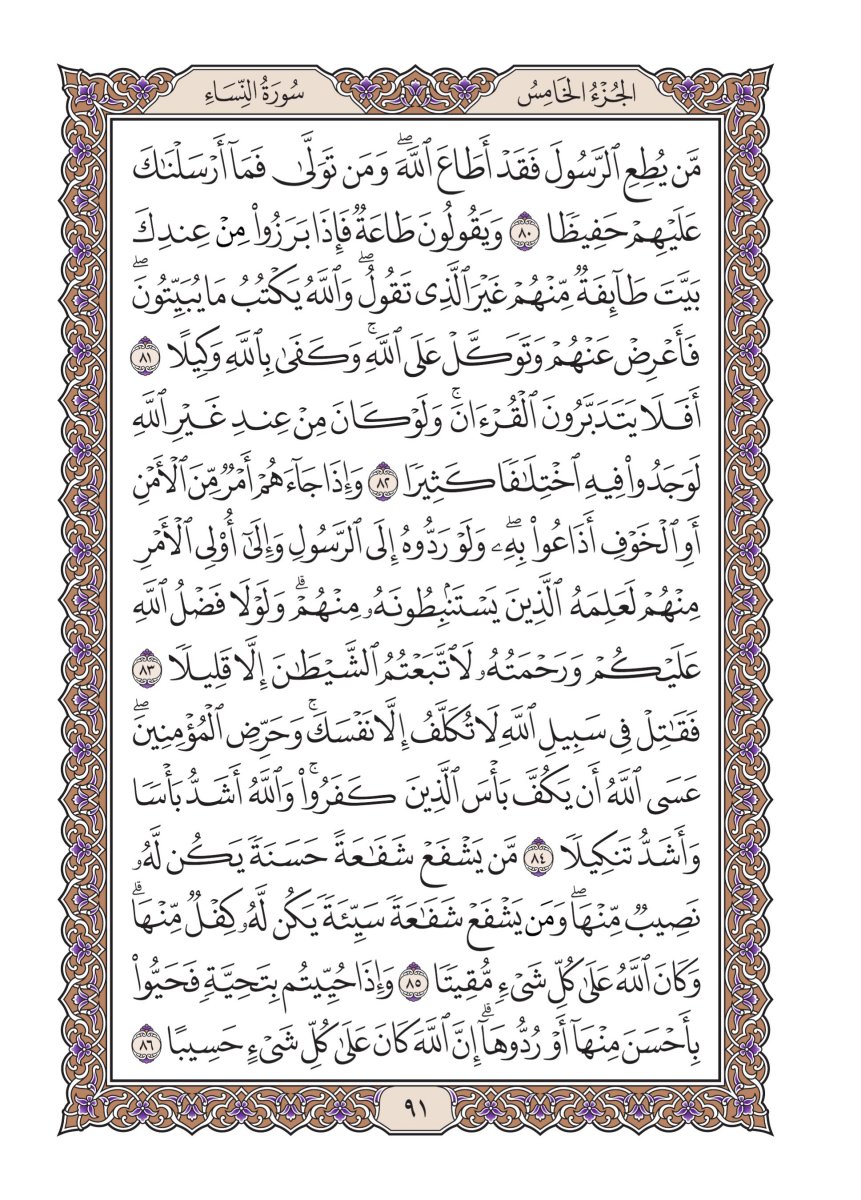 الجُزْءُ الخَامِسُ
سُورَةُ النِّسَاءِ
مَّن يُطِعِ ٱلرَّسُولَ فَقَدۡ أَطَاعَ ٱللَّهَۖ وَمَن تَوَلَّىٰ فَمَآ أَرۡسَلۡنَٰكَ
عَلَيۡهِمۡ حَفِيظٗا ٨٠ وَيَقُولُونَ طَاعَةٞ فَإِذَا بَرَزُواْ مِنۡ عِندِكَ
بَيَّتَ طَآئِفَةٞ مِّنۡهُمۡ غَيۡرَ ٱلَّذِي تَقُولُۖ وَٱللَّهُ يَكۡتُبُ مَا يُبَيِّتُونَۖ
فَأَعۡرِضۡ عَنۡهُمۡ وَتَوَكَّلۡ عَلَى ٱللَّهِۚ وَكَفَىٰ بِٱللَّهِ وَكِيلًا ٨١
أَفَلَا يَتَدَبَّرُونَ ٱلۡقُرۡءَانَۚ وَلَوۡ كَانَ مِنۡ عِندِ غَيۡرِ ٱللَّهِ
لَوَجَدُواْ فِيهِ ٱخۡتِلَٰفٗا كَثِيرٗا ٨٢ وَإِذَا جَآءَهُمۡ أَمۡرٞ مِّنَ ٱلۡأَمۡنِ
أَوِ ٱلۡخَوۡفِ أَذَاعُواْ بِهِۦۖ وَلَوۡ رَدُّوهُ إِلَى ٱلرَّسُولِ وَإِلَىٰٓ أُوْلِي ٱلۡأَمۡرِ
مِنۡهُمۡ لَعَلِمَهُ ٱلَّذِينَ يَسۡتَنۢبِطُونَهُۥ مِنۡهُمۡۗ وَلَوۡلَا فَضۡلُ ٱللَّهِ
عَلَيۡكُمۡ وَرَحۡمَتُهُۥ لَٱتَّبَعۡتُمُ ٱلشَّيۡطَٰنَ إِلَّا قَلِيلٗا ٨٣
فَقَٰتِلۡ فِي سَبِيلِ ٱللَّهِ لَا تُكَلَّفُ إِلَّا نَفۡسَكَۚ وَحَرِّضِ ٱلۡمُؤۡمِنِينَۖ
عَسَى ٱللَّهُ أَن يَكُفَّ بَأۡسَ ٱلَّذِينَ كَفَرُواْۚ وَٱللَّهُ أَشَدُّ بَأۡسٗا
وَأَشَدُّ تَنكِيلٗا ٨٤ مَّن يَشۡفَعۡ شَفَٰعَةً حَسَنَةٗ يَكُن لَّهُۥ
نَصِيبٞ مِّنۡهَاۖ وَمَن يَشۡفَعۡ شَفَٰعَةٗ سَيِّئَةٗ يَكُن لَّهُۥ كِفۡلٞ مِّنۡهَاۗ
وَكَانَ ٱللَّهُ عَلَىٰ كُلِّ شَيۡءٖ مُّقِيتٗا ٨٥ وَإِذَا حُيِّيتُم بِتَحِيَّةٖ فَحَيُّواْ
بِأَحۡسَنَ مِنۡهَآ أَوۡ رُدُّوهَآۗ إِنَّ ٱللَّهَ كَانَ عَلَىٰ كُلِّ شَيۡءٍ حَسِيبًا ٨٦
٩١